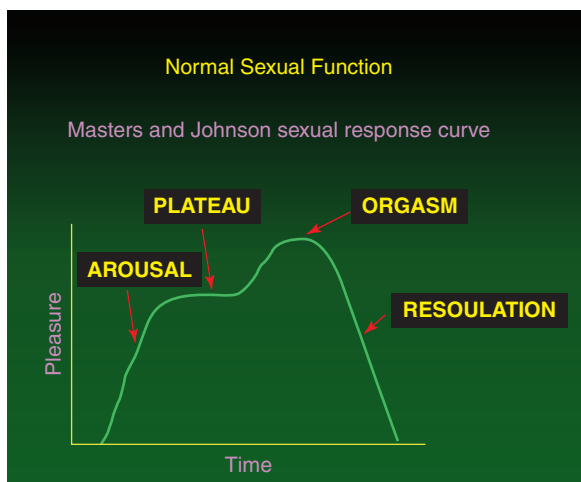 Normal Sexual Function
Masters and Johnson sexual response curve
PLATEAU
ORGASM
AROUSAL
RESOULATION
Pleasure
Time